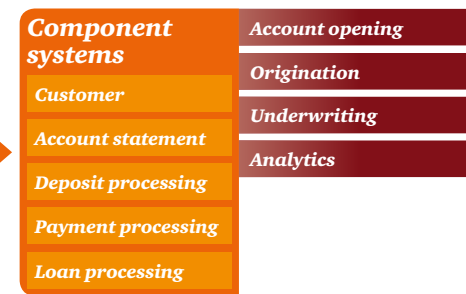 Component
systems
Customer
Account statement
Deposit processing
Payment processing
Loan processing
Account opening
Origination
Underwriting
Analytics